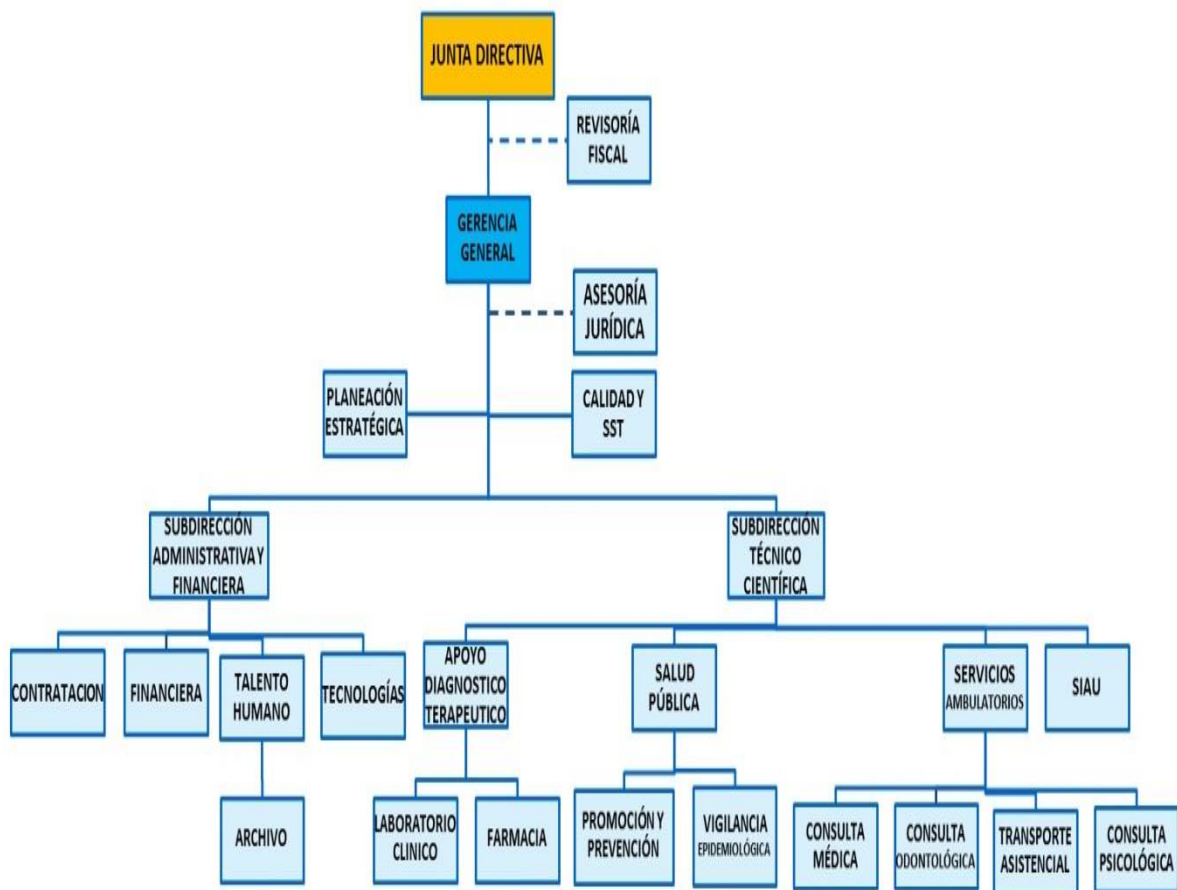 JUNTA DIRECTIVA
REVISORÍA
FISCAL
GERENCIA
GENERAL
ASESORÍA
JURÍDICA
PLANEACIÓN
ESTRATÉGICA
CALIDAD Y
SST
SUBDIRECCIÓN
ADMINISTRATIVA Y
FINANCIERA
SUBDIRECCIÓN
TÉCNICO
CIENTÍFICA
CONTRATACION
FINANCIERA
TALENTO
HUMANO
TECNOLOGÍAS
APOYO
DIAGNOSTICO
TERAPEUTICO
SALUD
PÚBLICA
SERVICIOS
AMBULATORIOS
SIAU
ARCHIVO
LABORATORIO
CLINICO
FARMACIA
PROMOCIÓN Y
PREVENCIÓN
VIGILANCIA
EPIDEMIOLÓGICA
CONSULTA
MÉDICA
CONSULTA
ODONTOLÓGICA
TRANSPORTE
ASISTENCIAL
CONSULTA
PSICOLÓGICA